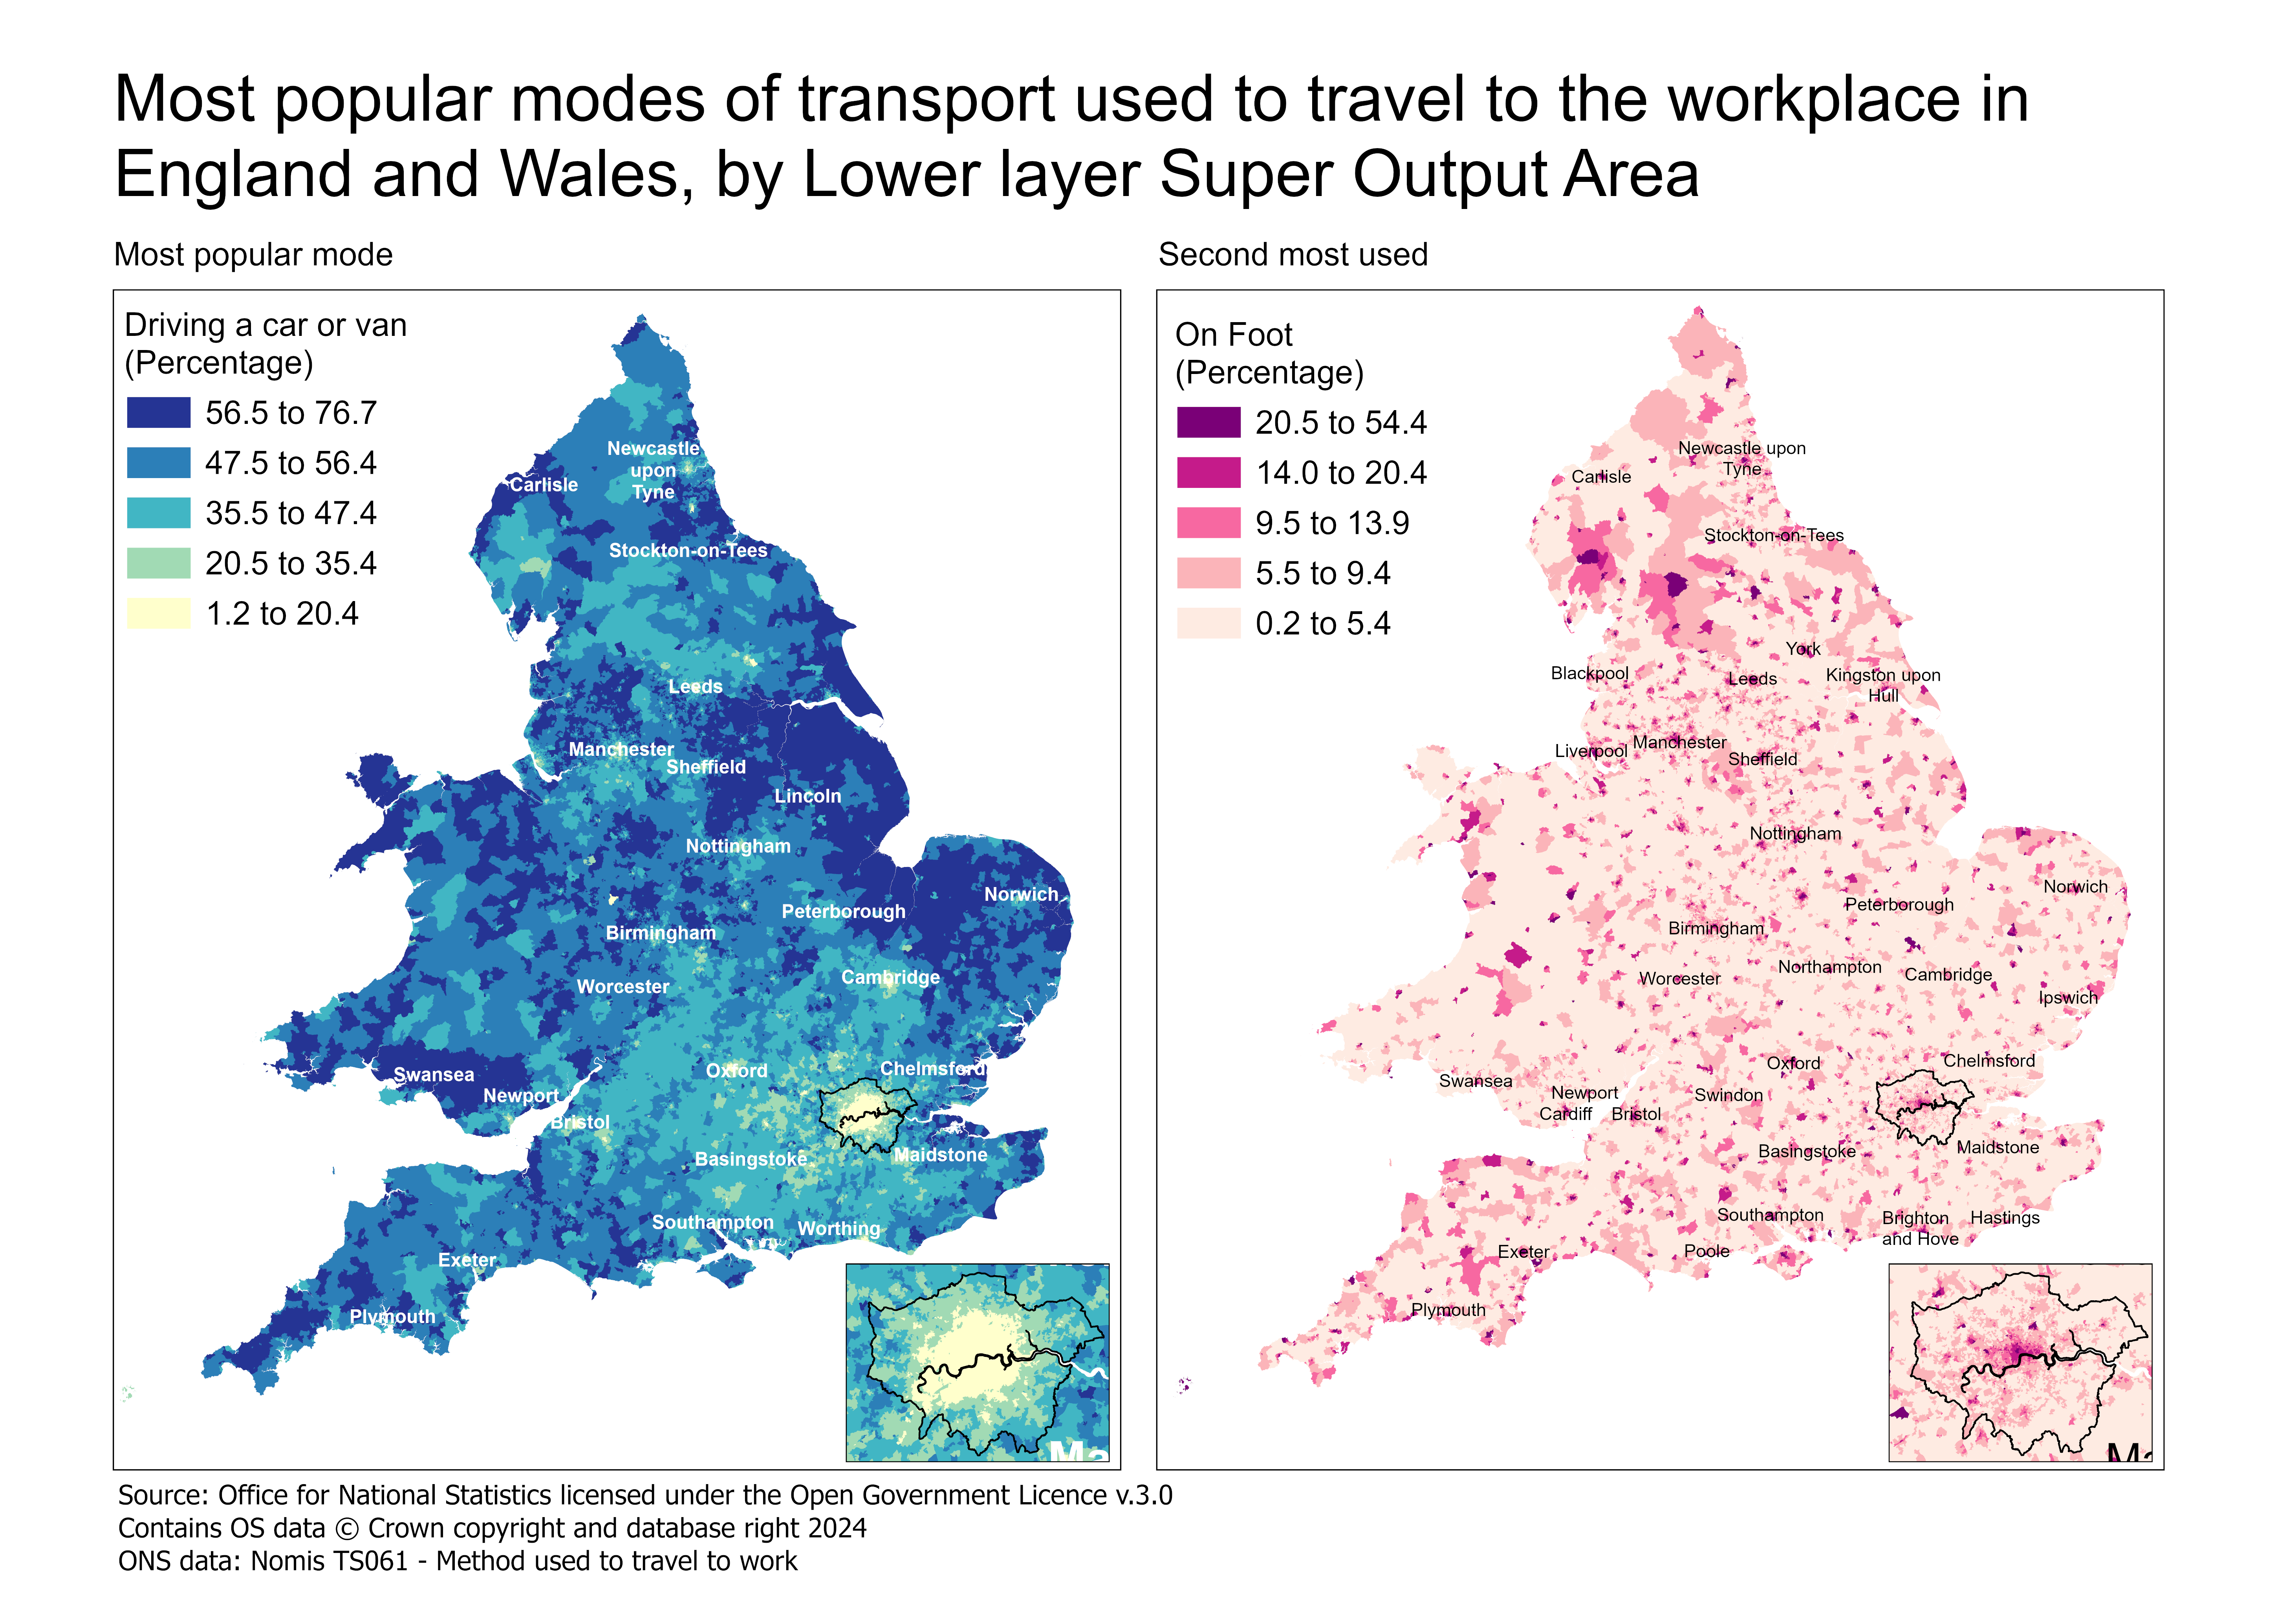 Most popular modes of transport used to travel to the workplace in
England and Wales, by Lower layer Super Output Area
Most popular mode
Driving a car or van
(Percentage)
56.5 to 76.7
47.5 to 56.4
35.5 to 47.4
20.5 to 35.4
1.2 to 20.4
Newcastle
upon
Tyne
Carlisle
Stockton-on-Tees
Leeds
Manchester
Sheffield
Lincoln
Nottingham
Norwich
Peterborough
Birmingham
Cambridge
Worcester
Oxford
Chelmsford
Swansea
Newport
Bristol
Basingstoke
Maidstone
Southampton
Worthing
Exeter
Plymouth
Ma
Second most used
On Foot
(Percentage)
20.5 to 54.4
14.0 to 20.4
9.5 to 13.9
5.5 to 9.4
0.2 to 5.4
Newcastle upon
Tyne
Carlisle
Stockton-on-Tees
York
Blackpool
Leeds
Kingston upon
Hull
Liverpool
Manchester
Sheffield
Nottingham
Norwich
Peterborough
Birmingham
Northampton
Cambridge
Worcester
Ipswich
Oxford
Chelmsford
Swansea
Newport
Swindon
Cardiff
Bristol
Basingstoke
Maidstone
Southampton
Brighton
and Hove
Hastings
Exeter
Poole
Plymouth
Ma
Source: Office for National Statistics licensed under the Open Government Licence v.3.0
Contains OS data © Crown copyright and database right 2024
ONS data: Nomis TS061 - Method used to travel to work